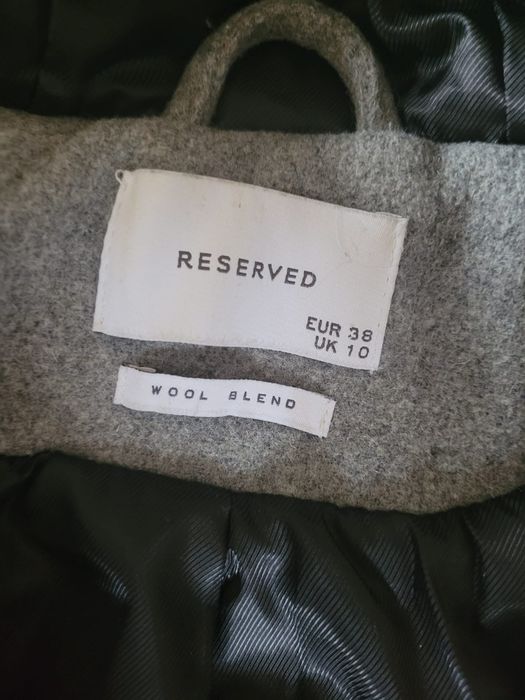 RESERVED
EUR 38
UK 10
WOOL BLEND